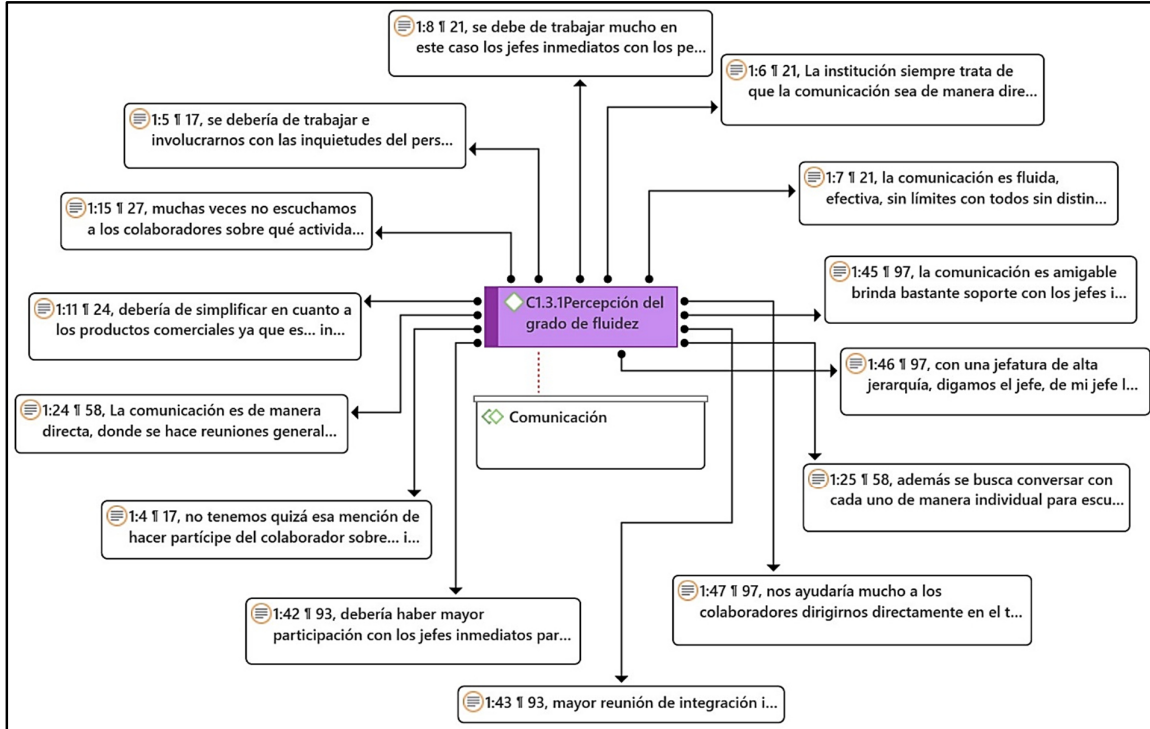 1:8 ¶ 21, se debe de trabajar mucho en
este caso los jefes inmediatos con los pe...
1:6 ¶ 21, La institución siempre trata de
que la comunicación sea de manera dire...
1:5 ¶ 17, se debería de trabajar e
involucrarnos con las inquietudes del pers...
1:7 ¶ 21, la comunicación es fluida,
efectiva, sin límites con todos sin distin...
1:15 ¶ 27, muchas veces no escuchamos
a los colaboradores sobre qué activida...
1:45 ¶ 97, la comunicación es amigable
brinda bastante soporte con los jefes i...
C1.3.1Percepción del
grado de fluidez
1:11 ¶ 24, debería de simplificar en cuanto a
los productos comerciales ya que es... in...
1:46 ¶ 97, con una jefatura de alta
jerarquía, digamos el jefe, de mi jefe l...
1:24 ¶ 58, La comunicación es de manera
directa, donde se hace reuniones general...
Comunicación
1:25 ¶ 58, además se busca conversar con
cada uno de manera individual para escu...
1:4 ¶ 17, no tenemos quizá esa mención de
hacer partícipe del colaborador sobre... i...
1:47 ¶ 97, nos ayudaría mucho a los
colaboradores dirigirnos directamente en el t...
1:42 ¶ 93, debería haber mayor
participación con los jefes inmediatos par...
1:43 ¶ 93, mayor reunión de integración i...